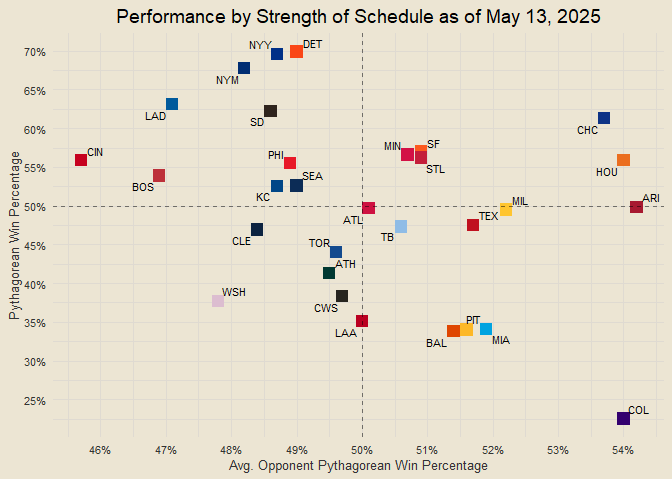 Performance by Strength of Schedule as of May 13, 2025
Pythagorean Win Percentage
70%
65%
60%
55%
50%
45%
40%
35%
30%
25%
NYY
DET
NYM
LAD
SD
CHC
CIN
PHI
MIN
SF
STL
HOU
BOS
KC
SEA
ARI
MIL
ATL
TEX
TB
CLE
TOR
ATH
WSH
CWS
LAA
BAL
PIT
MIA
COL
46%
47%
48%
49%
50%
51%
52%
53%
54%
Avg. Opponent Pythagorean Win Percentage